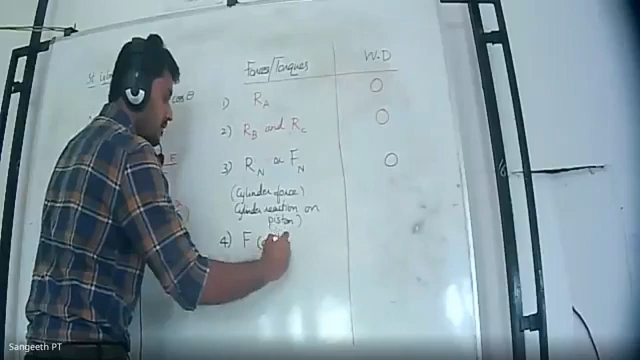 Forces/Torques W.D
cos θ
1) R_A 0
2) R_B and R_C 0
3) R_N or F_N 0
(Cylinder force)
Cylinder reaction on
piston)
4) F (
Sangeeth PT